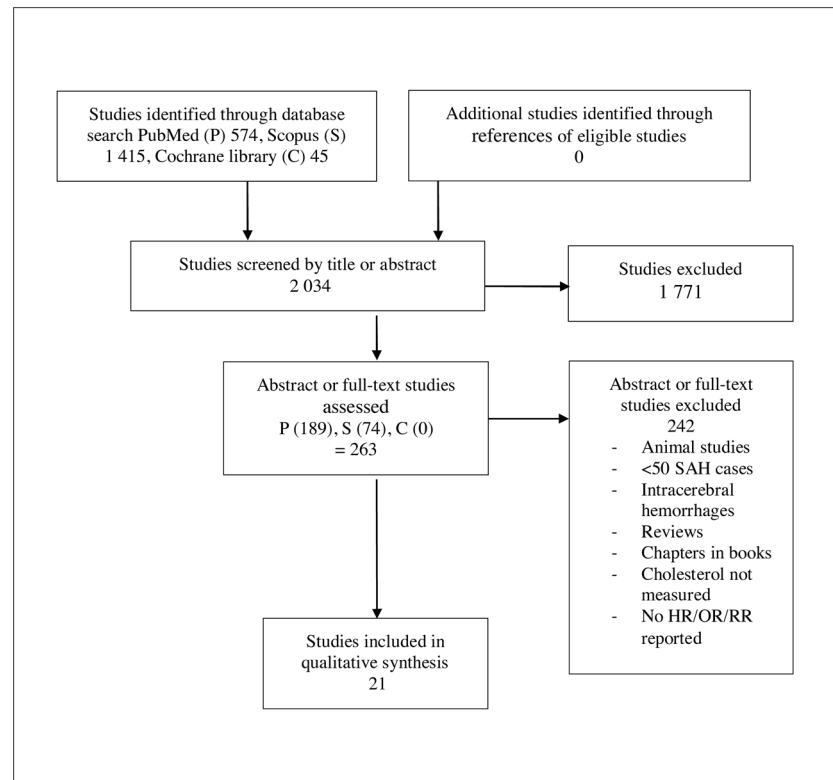 Studies identified through database
search PubMed (P) 574, Scopus (S)
1 415, Cochrane library (C) 45
Additional studies identified through
references of eligible studies
0
Studies screened by title or abstract
2 034
Studies excluded
1 771
Abstract or full-text studies
assessed
P (189), S (74), C (0)
= 263
Abstract or full-text
studies excluded
242
- Animal studies
- <50 SAH cases
- Intracerebral
hemorrhages
- Reviews
- Chapters in books
- Cholesterol not
measured
- No HR/OR/RR
reported
Studies included in
qualitative synthesis
21